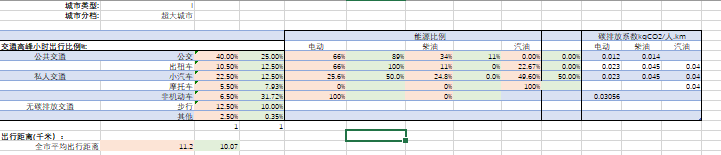 城市类型: I
城市分档: 超大城市
能源比例 碳排放系数kgCO2/人.km
交通高峰小时出行比例%: 电动 柴油 汽油 电动 柴油 汽油
公共交通 公交 40.00% 25.00% 66% 89% 34% 11% 0.00% 0.00% 0.012 0.014
出租车 10.50% 12.50% 66% 100% 11% 0% 22.67% 0.00% 0.023 0.045 0.04
私人交通 小汽车 22.50% 12.50% 25.6% 50.0% 24.8% 0.0% 49.60% 50.00% 0.023 0.045 0.04
摩托车 5.50% 7.93% 0% 0% 100% 0.04
非机动车 6.50% 31.72% 100% 0% 0.03056
无碳排放交通 步行 12.50% 10.00%
其他 2.50% 0.35%
1 1
出行距离(千米)：
全市平均出行距离 11.2 10.07